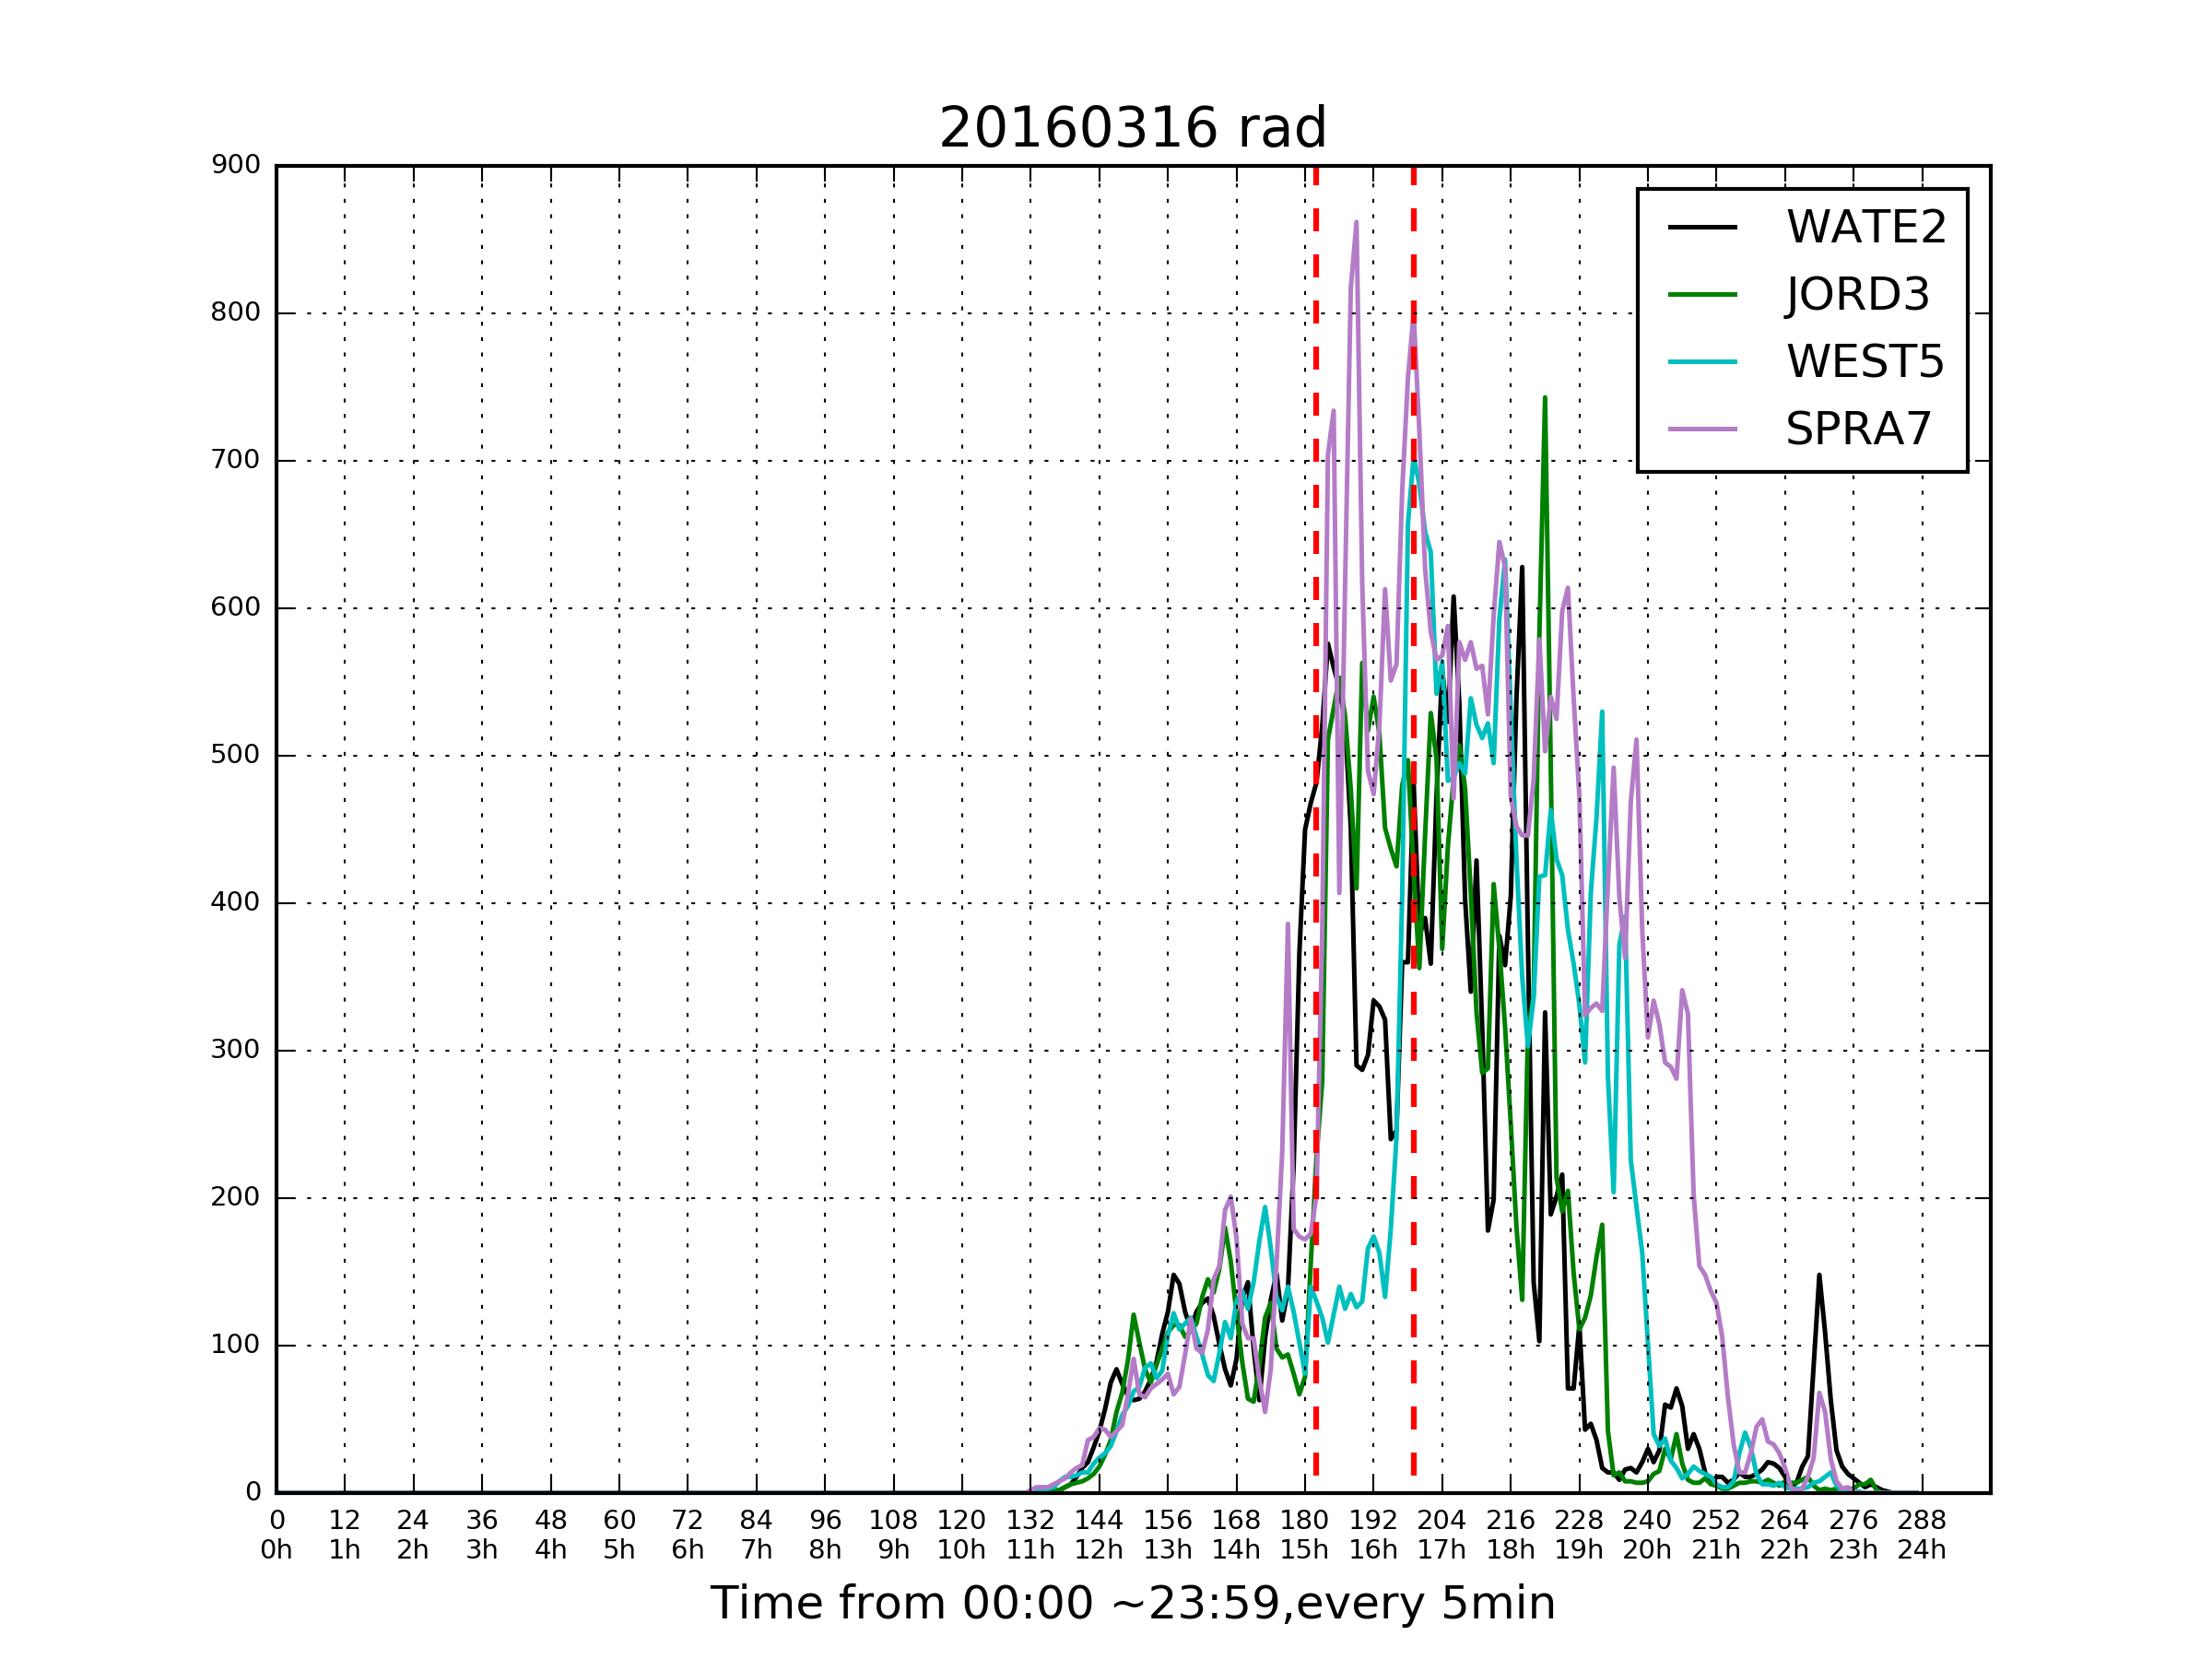 20160316 rad
900
800
700
600
500
400
300
200
100
0
WATE2
JORD3
WEST5
SPRA7
0 12 24 36 48 60 72 84 96 108 120 132 144 156 168 180 192 204 216 228 240 252 264 276 288
0h 1h 2h 3h 4h 5h 6h 7h 8h 9h 10h 11h 12h 13h 14h 15h 16h 17h 18h 19h 20h 21h 22h 23h 24h
Time from 00:00 ~23:59,every 5min